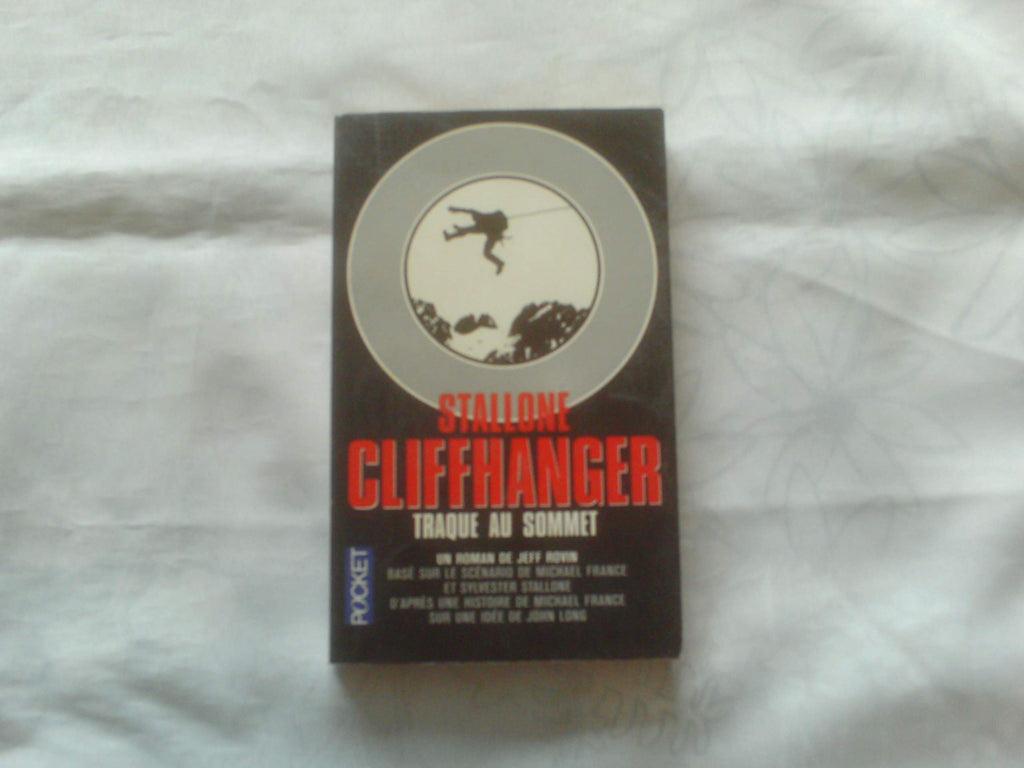 STALLONE
CLIFFHANGER
TRAQUE AU SOMMET
UN ROMAN DE JEFF ROVIN
BASÉ SUR LE SCÉNARIO DE MICHAEL FRANCE
ET SYLVESTER STALLONE
D'APRÈS UNE HISTOIRE DE MICHAEL FRANCE
SUR UNE IDÉE DE JOHN LONG
POCKET